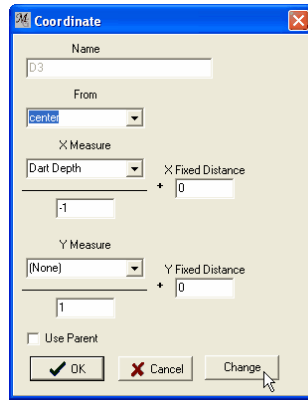 Coordinate
Name
D3
From
center
X Measure
Dart Depth
X Fixed Distance
+ 0
-1
Y Measure
(None)
Y Fixed Distance
+ 0
1
Use Parent
OK Cancel Change